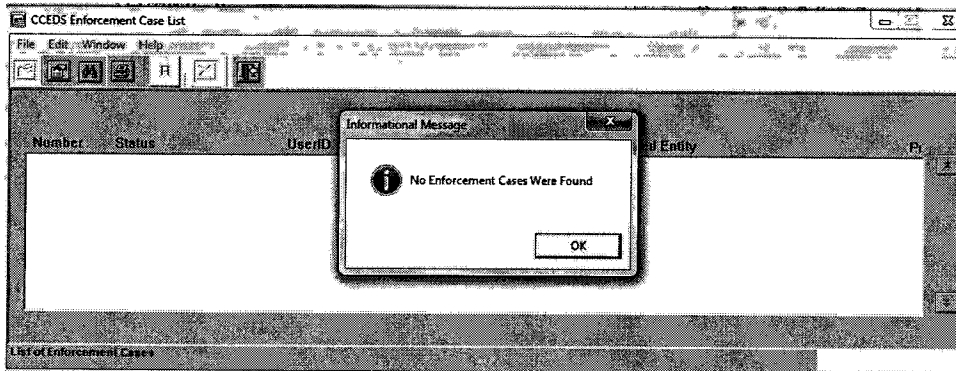 CCEDS Enforcement Case List
File Edit Window Help
Informational Message
Number Status UserID Entity
No Enforcement Cases Were Found
OK
List of Enforcement Cases